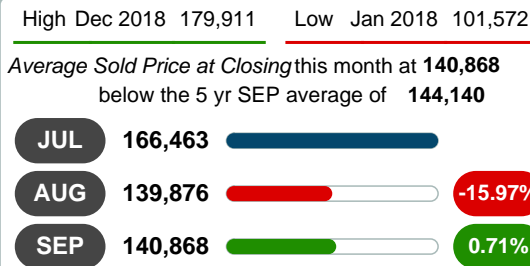 High Dec 2018 179,911 Low Jan 2018 101,572
Average Sold Price at Closing this month at 140,868
below the 5 yr SEP average of 144,140
JUL 166,463
AUG 139,876 -15.97%
SEP 140,868 0.71%